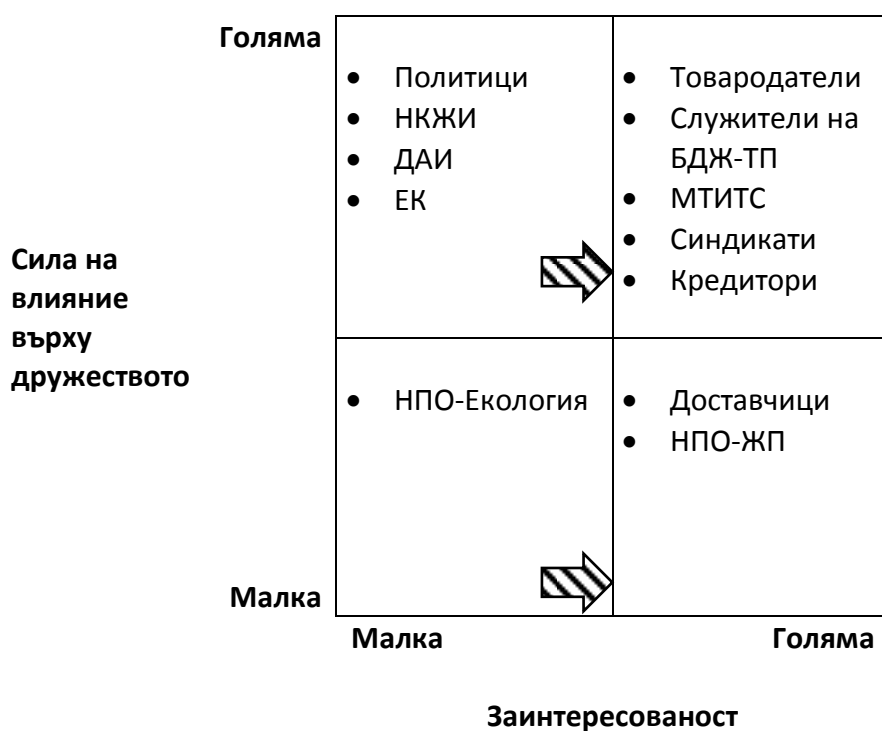 Голяма
• Политици
• НКЖИ
• ДАИ
• ЕК
• Товародатели
• Служители на
БДЖ-ТП
• МТИТС
• Синдикати
• Кредитори
Сила на
влияние
върху
дружеството
• НПО-Екология
• Доставчици
• НПО-ЖП
Малка
Малка
Голяма
Заинтересованост